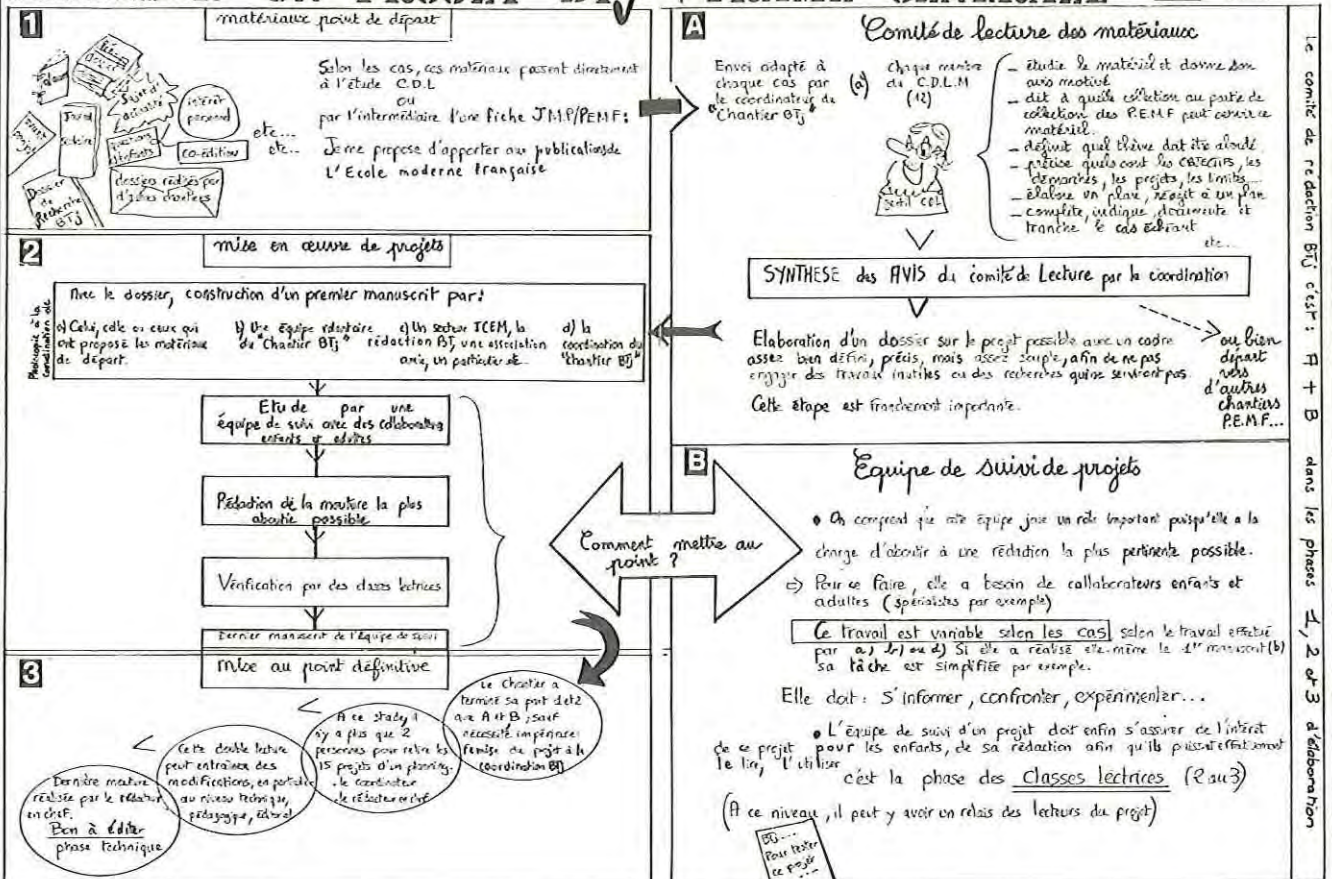 1
matériaux point de départ
Selon les cas, ces matériaux passent directement
à l'étude C.D.L
ou
par l'intermédiaire d'une fiche J.M.P/PEMF:
Je me propose d'apporter aux publications de
L'Ecole moderne française
intérêt
personnel
co-édition
dossiers réalisés par
d'autres chantiers
Dossier
de
Recherche
BTj
etc...
etc...
2
mise en œuvre de projets
Photocopie à la
coordination de
Avec le dossier, construction d'un premier manuscrit par:
a) Celui, celle ou ceux qui
ont proposé les matériaux
de départ.
b) Une équipe
du "Chantier BTj"
c) Un secteur ICEM, la
rédaction BT, une association
amie, un particulier etc..
d) la
coordination du
"chantier BTj"
Etude par une
équipe de suivi avec des collaborateurs
enfants et adultes
Rédaction de la mouture la plus
aboutie possible
Vérification par des classes lectrices
Dernier manuscrit de l'équipe de suivi
3
mise au point définitive
Le Chantier a
terminé sa part 1 et 2
aux A et B, sauf
nécessité impérieuse:
remise du projet à la
coordination BTj
A ce stade, il
n'y a plus que 2
personnes pour relire les
15 projets d'un planning.
. le coordinateur
. le rédacteur en chef
Cette double lecture
peut entraîner des
modifications, en particulier
au niveau technique,
pédagogique, éditorial
Dernière mouture
réalisée par le rédacteur
en chef.
Bon à éditer
phase technique
A
Comité de lecture des matériaux
Envoi adapté à
chaque cas par
le coordinateur du
"Chantier BTj"
(a)
chaque membre
du C.D.L.M
(12)
_ étudie le matériel et donne son
avis motivé
_ dit à quelle collection ou partie de
collection des P.E.M.F peut convenir ce
matériel.
_ définit quel thème doit être abordé
_ précise quels sont les OBJECTIFS, les
démarches, les projets, les limits...
_ élabore un plan, réagit à un plan
_ complète, indique, documente et
tranche le cas échéant
etc...
SYNTHESE des AVIS du comité de Lecture par la coordination
Elaboration d'un dossier sur le projet possible avec un cadre
assez bien défini, précis, mais assez souple, afin de ne pas
engager des travaux inutiles ou des recherches qui ne serviront pas.
Cette étape est franchement importante.
ou bien
départ
vers
d'autres
chantiers
P.E.M.F...
Comment mettre au
point ?
B
Equipe de suivi de projets
• On comprend que cette équipe joue un rôle important puisqu'elle a la
charge d'aboutir à une rédaction la plus pertinente possible.
⇨ Pour ce faire, elle a besoin de collaborateurs enfants et
adultes (spécialistes par exemple)
Ce travail est variable selon les cas, selon le travail effectué
par a) b) ou d) Si elle a réalisé elle-même le 1er manuscrit (b)
sa tâche est simplifiée par exemple.
Elle doit: S'informer, confronter, expérimenter...
• L'équipe de suivi d'un projet doit enfin s'assurer de l'intérêt
de ce projet pour les enfants, de sa rédaction afin qu'ils puissent effectivement
le lire, l'utiliser
c'est la phase des Classes lectrices (2 au 3)
(A ce niveau, il peut y avoir un relais des lecteurs du projet)
BTj....
Pour tester
ce projet
le comité de rédaction BTj c'est : A + B dans les phases 1, 2 et 3 d'élaboration